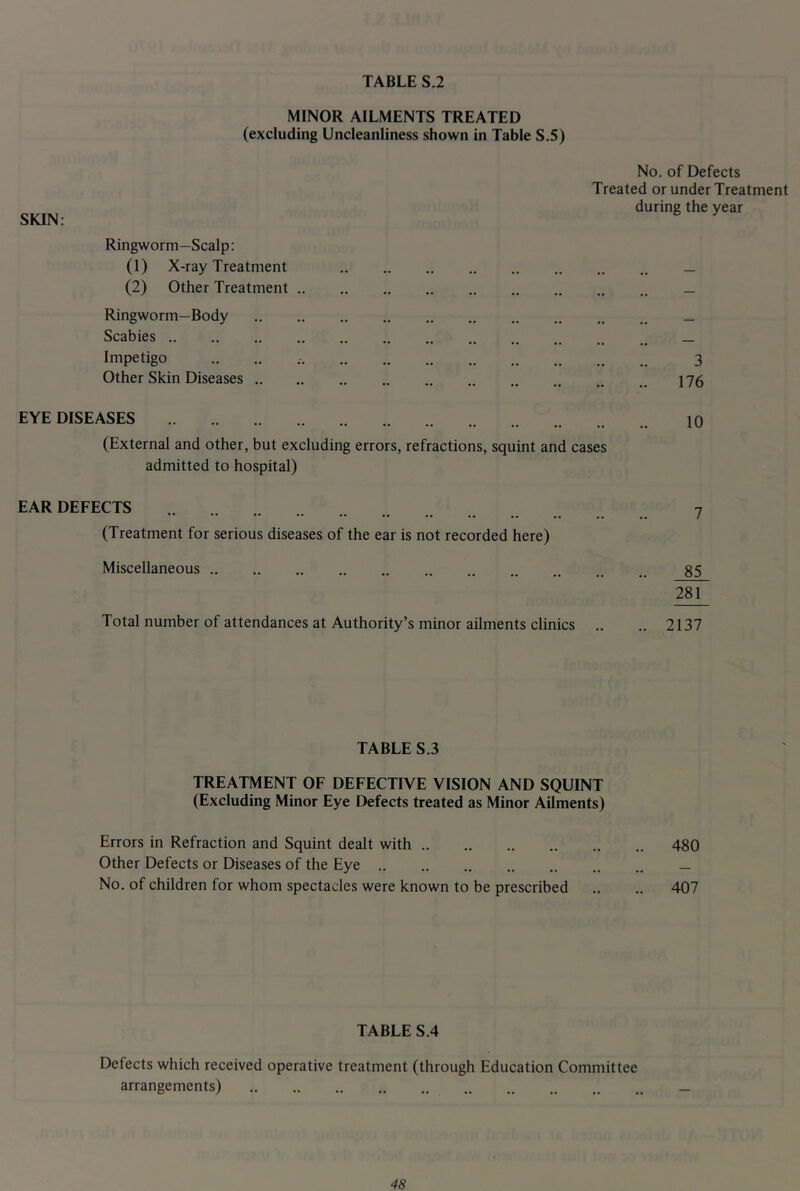 TABLE S.2
MINOR AILMENTS TREATED
(excluding Uncleanliness shown in Table S.5)
No. of Defects
Treated or under Treatment
during the year
SKIN:
Ringworm—Scalp:
(1) X-ray Treatment .. .. .. .. .. .. .. .. —
(2) Other Treatment .. .. .. .. .. .. .. .. .. —
Ringworm—Body .. .. .. .. .. .. .. .. .. .. —
Scabies .. .. .. .. .. .. .. .. .. .. .. .. —
Impetigo .. .. .. .. .. .. .. .. .. .. .. 3
Other Skin Diseases .. .. .. .. .. .. .. .. .. .. 176
EYE DISEASES .. .. .. .. .. .. .. .. .. .. .. .. 10
(External and other, but excluding errors, refractions, squint and cases
admitted to hospital)
EAR DEFECTS .. .. .. .. .. .. .. .. .. .. .. .. 7
(Treatment for serious diseases of the ear is not recorded here)
Miscellaneous .. .. .. .. .. .. .. .. .. .. .. 85
281
Total number of attendances at Authority's minor ailments clinics .. .. 2137
TABLE S.3
TREATMENT OF DEFECTIVE VISION AND SQUINT
(Excluding Minor Eye Defects treated as Minor Ailments)
Errors in Refraction and Squint dealt with .. .. .. .. .. .. 480
Other Defects or Diseases of the Eye .. .. .. .. .. .. .. —
No. of children for whom spectacles were known to be prescribed .. .. 407
TABLE S.4
Defects which received operative treatment (through Education Committee
arrangements) .. .. .. .. .. .. .. .. .. .. —
48